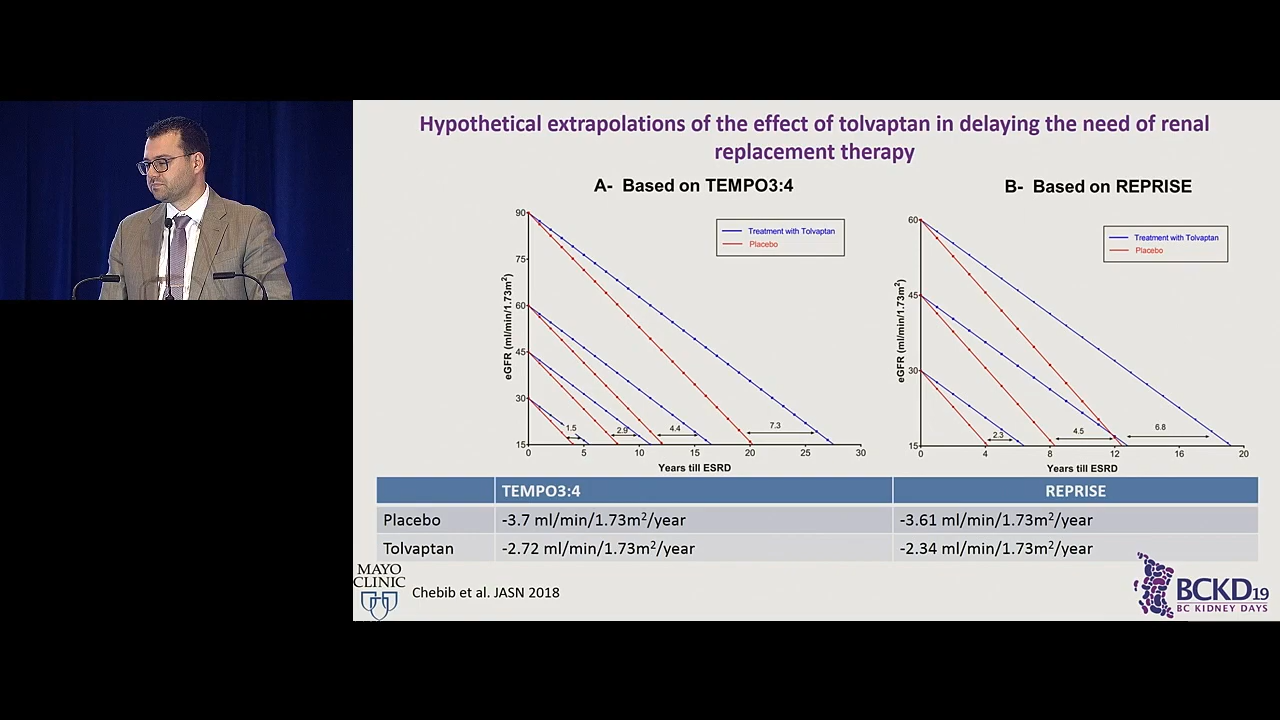 Hypothetical extrapolations of the effect of tolvaptan in delaying the need of renal
replacement therapy
A- Based on TEMPO3:4
eGFR (ml/min/1.73m²)
90
75
60
45
30
15
Treatment with Tolvaptan
Placebo
1.5
2.9
4.4
7.3
0 5 10 15 20 25 30
Years till ESRD
B- Based on REPRISE
eGFR (ml/min/1.73m²)
60
45
30
15
Treatment with Tolvaptan
Placebo
2.3
4.5
6.8
0 4 8 12 16 20
Years till ESRD
TEMPO3:4 REPRISE
Placebo -3.7 ml/min/1.73m²/year -3.61 ml/min/1.73m²/year
Tolvaptan -2.72 ml/min/1.73m²/year -2.34 ml/min/1.73m²/year
MAYO
CLINIC
Chebib et al. JASN 2018
BCKD19
BC KIDNEY DAYS